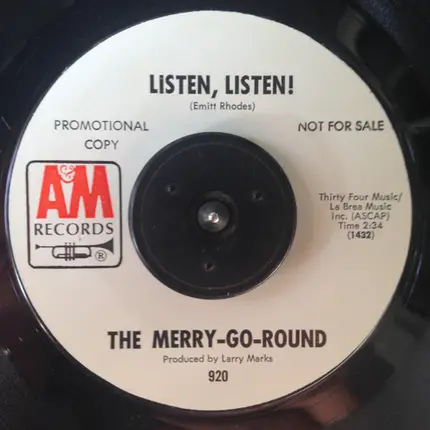 LiSTEN, LiSTEN!
(Emitt Rhodes)
PROMOTIONAL
COPY
NOT FOR SALE
A&M
RECORDS
®
Thirty Four Music/
La Brea Music
Inc. (ASCAP)
Time 2:34
(1432)
THE MERRY-GO-ROUND
Produced by Larry Marks
920